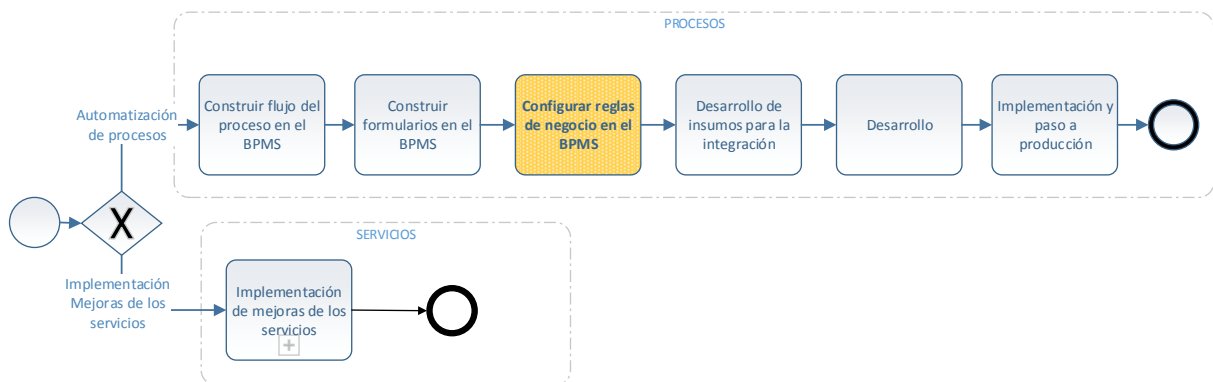 PROCESOS
Automatización
de procesos
Construir flujo del
proceso en el
BPMS
Construir
formularios en el
BPMS
Configurar reglas
de negocio en el
BPMS
Desarrollo de
insumos para la
integración
Desarrollo
Implementación y
paso a
producción
X
SERVICIOS
Implementación
Mejoras de los
servicios
Implementación
de mejoras de los
servicios